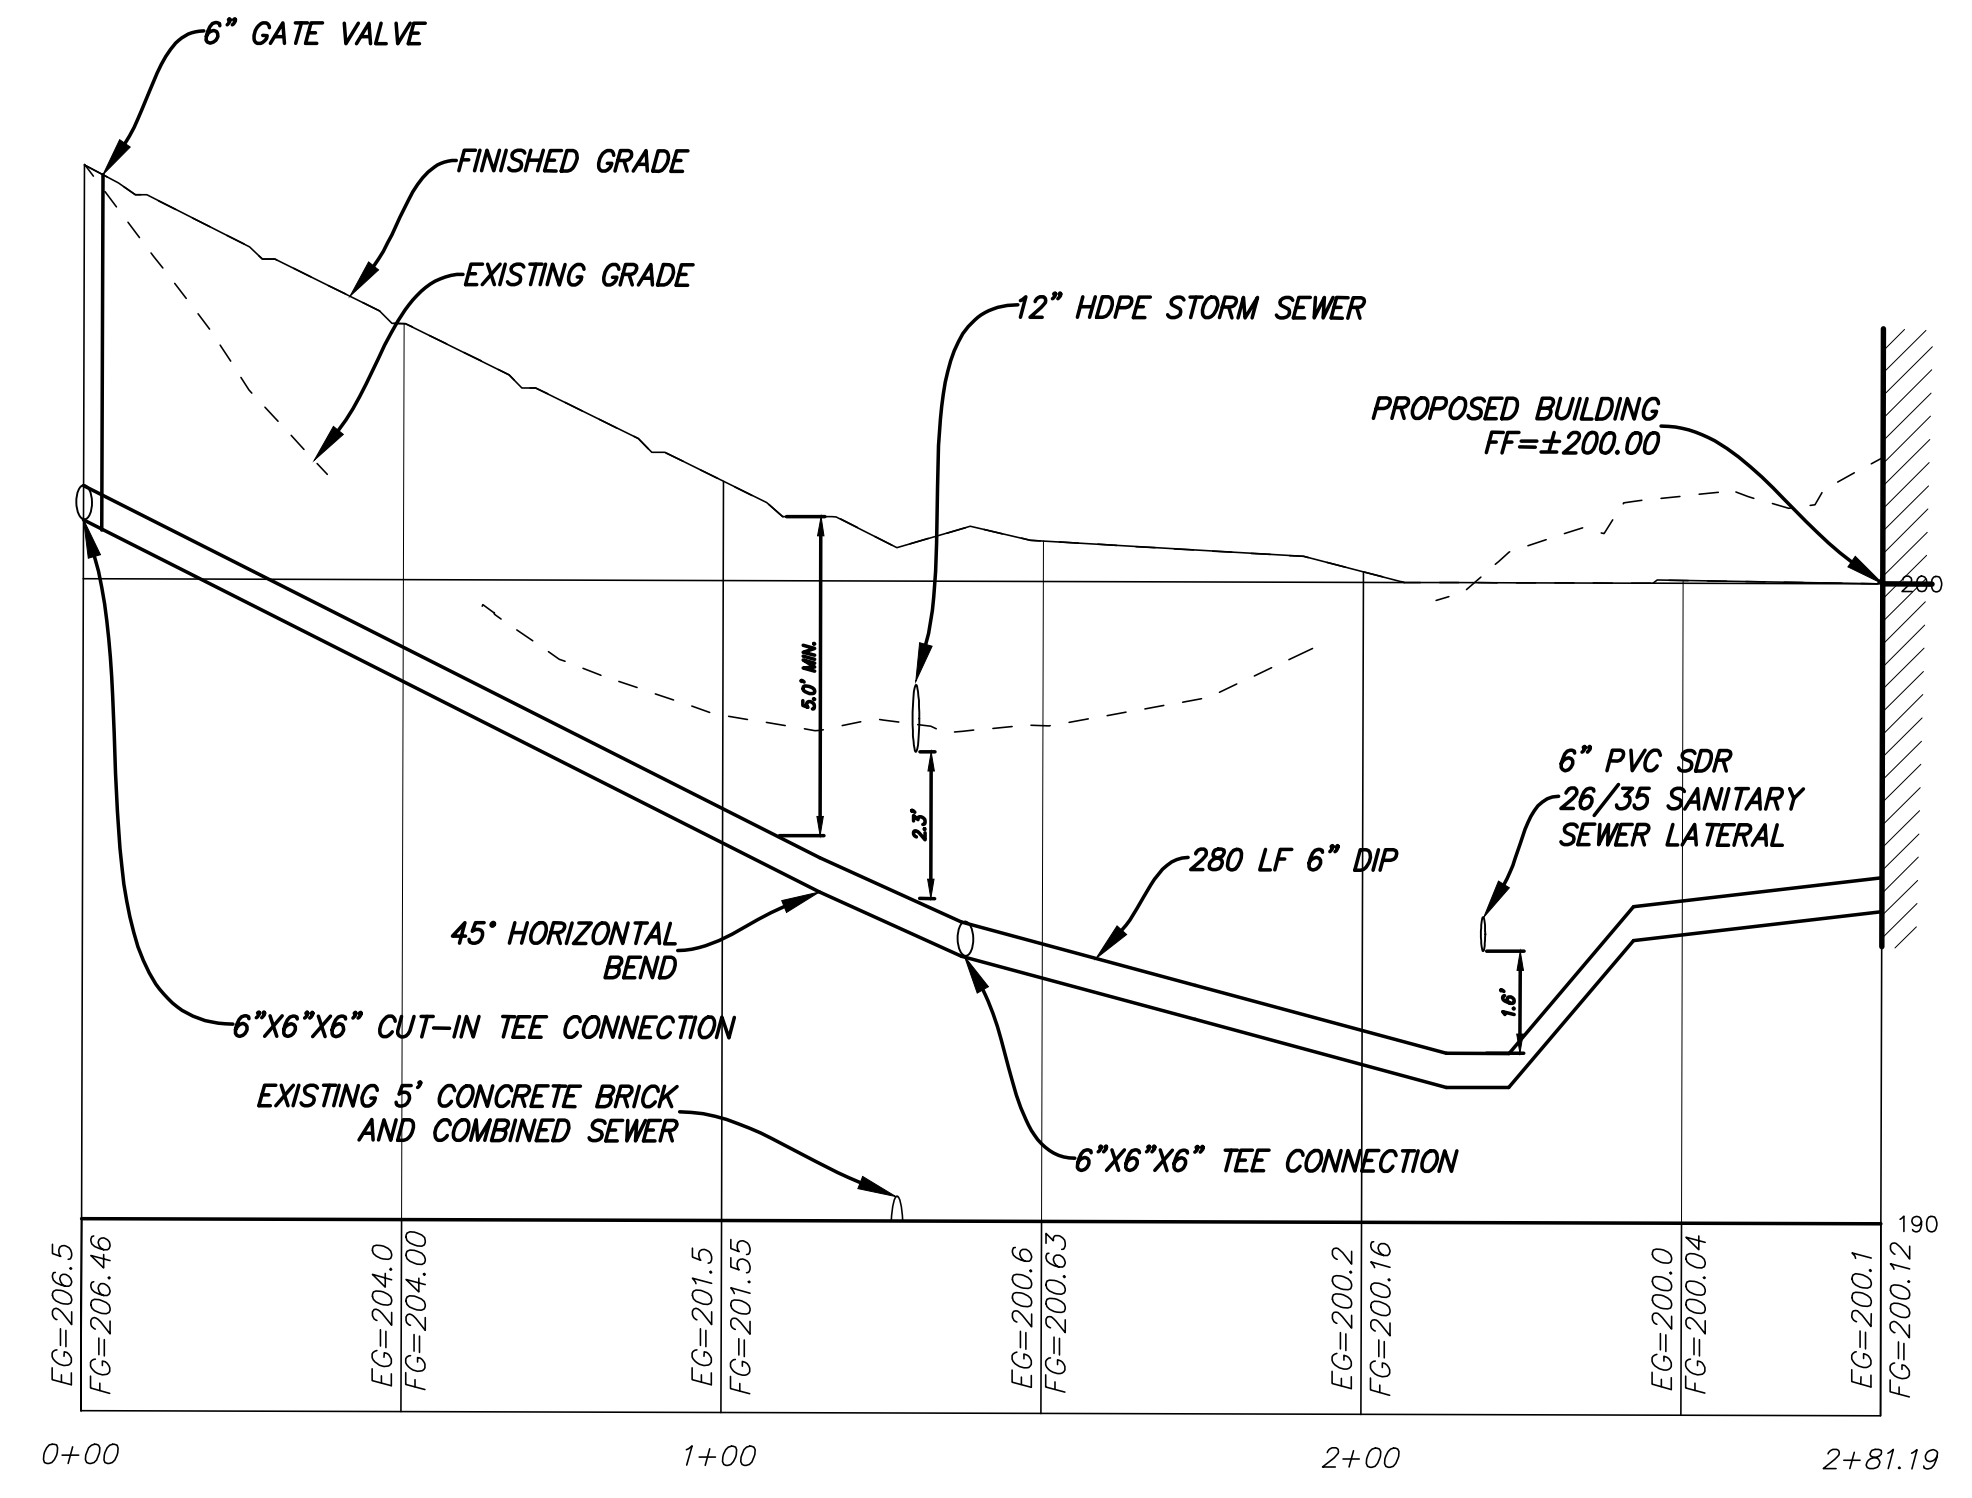 6" GATE VALVE
FINISHED GRADE
EXISTING GRADE
12" HDPE STORM SEWER
PROPOSED BUILDING
FF=±200.00
200
5.0' MIN.
2.3'
6" PVC SDR
26/35 SANITARY
SEWER LATERAL
280 LF 6" DIP
45° HORIZONTAL
BEND
1.6'
6"X6"X6" CUT-IN TEE CONNECTION
EXISTING 5' CONCRETE BRICK
AND COMBINED SEWER
6"X6"X6" TEE CONNECTION
190
EG=206.5
FG=206.46
EG=204.0
FG=204.00
EG=201.5
FG=201.55
EG=200.6
FG=200.63
EG=200.2
FG=200.16
EG=200.0
FG=200.04
EG=200.1
FG=200.12
0+00
1+00
2+00
2+81.19